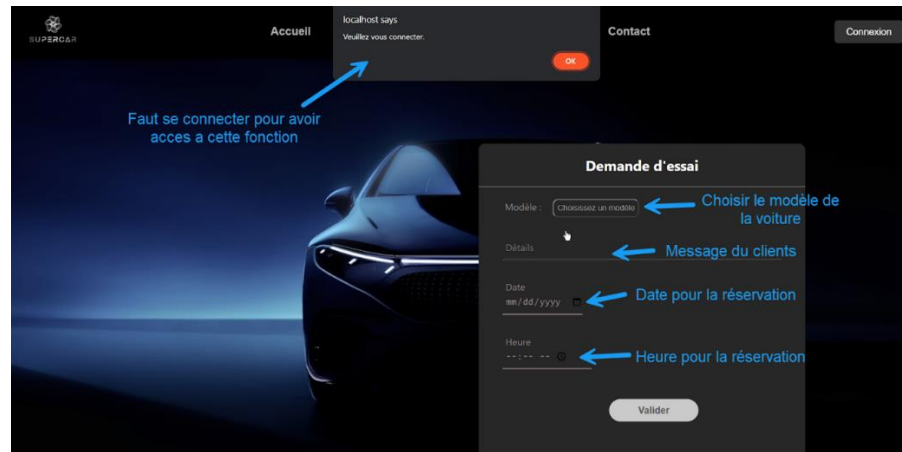 SUPERCAR
Accueil
localhost says
Veuillez vous connecter.
OK
Contact
Connexion
Faut se connecter pour avoir
acces a cette fonction
Demande d'essai
Modèle :
Choisissez un modèle
Choisir le modèle de
la voiture
Détails
Message du clients
Date
mm/dd/yyyy
Date pour la réservation
Heure
--:-- --
Heure pour la réservation
Valider